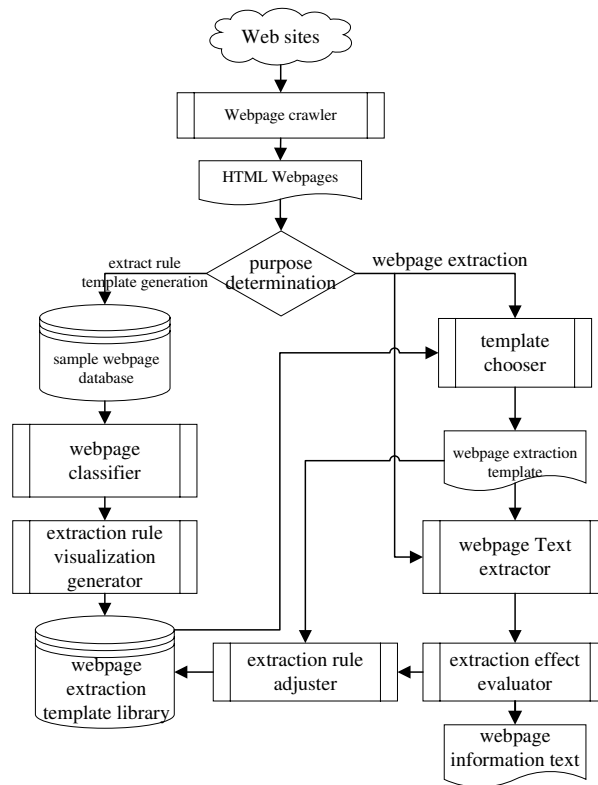 Web sites
Webpage crawler
HTML Webpages
purpose
determination
extract rule
template generation
webpage extraction
sample webpage
database
template
chooser
webpage
classifier
webpage extraction
template
extraction rule
visualization
generator
webpage Text
extractor
webpage
extraction
template library
extraction rule
adjuster
extraction effect
evaluator
webpage
information text